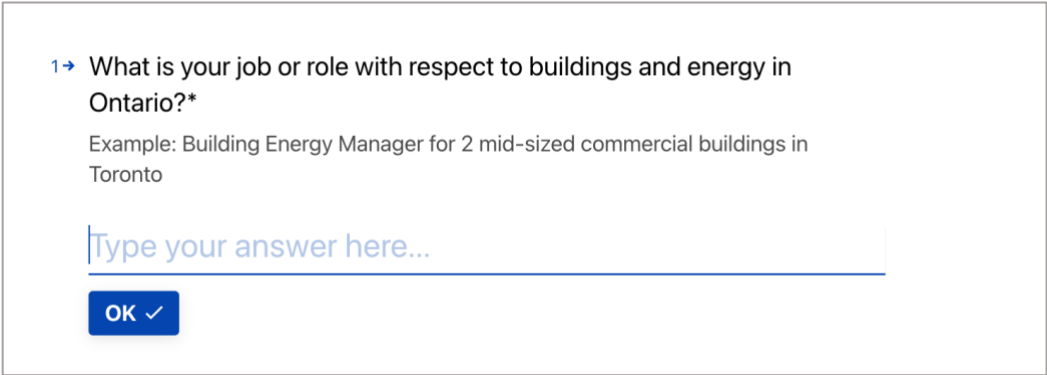 1→ What is your job or role with respect to buildings and energy in
Ontario?*
Example: Building Energy Manager for 2 mid-sized commercial buildings in
Toronto
Type your answer here...
OK ✓